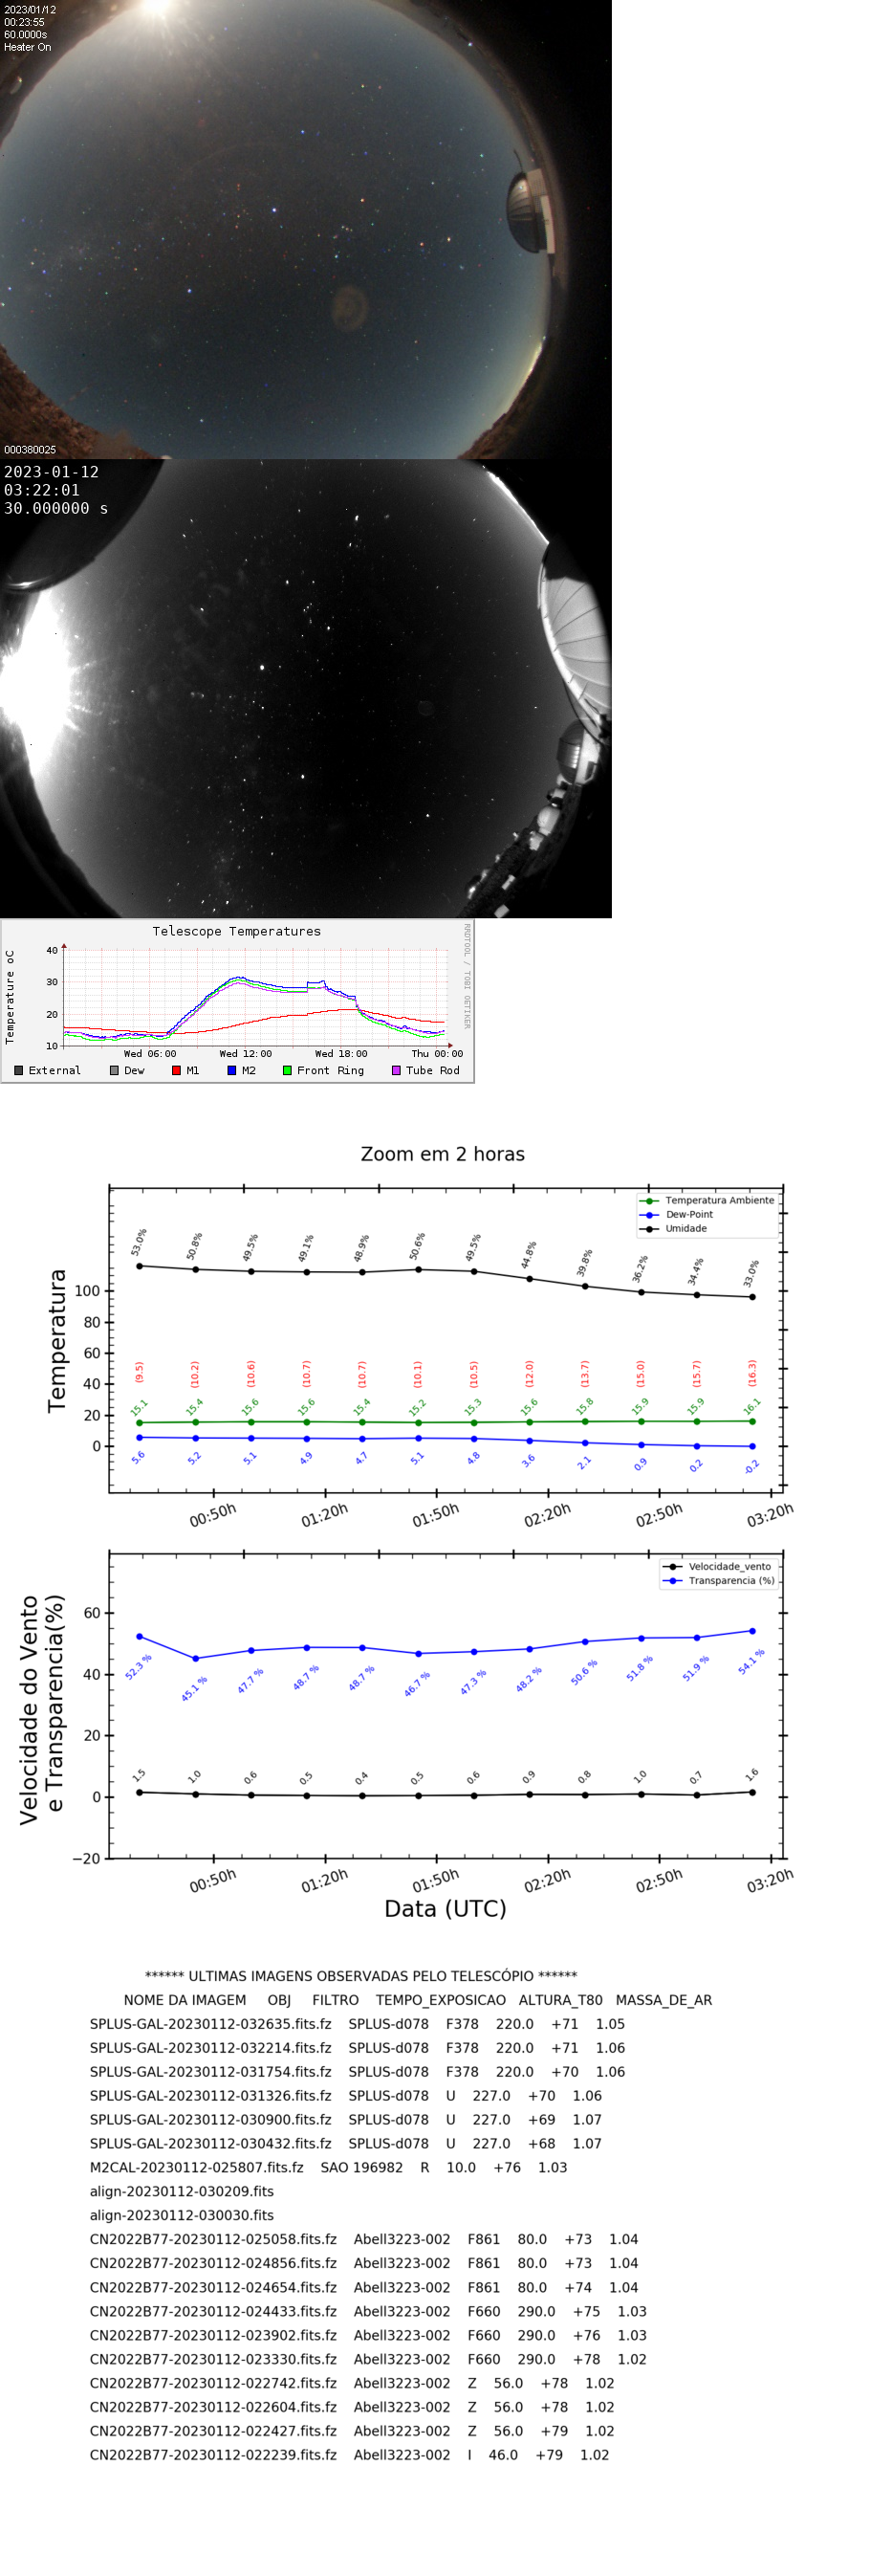 2023/01/12
00:23:55
60.0000s
Heater On
000380025
2023-01-12
03:22:01
30.000000 s
Telescope Temperatures
Temperature oC
RRDTOOL / TOBI OETIKER
40
30
20
10
Wed 06:00 Wed 12:00 Wed 18:00 Thu 00:00
External Dew M1 M2 Front Ring Tube Rod
Zoom em 2 horas
Temperatura
Temperatura Ambiente
Dew-Point
Umidade
53.0% 50.8% 49.5% 49.1% 48.9% 50.6% 49.5% 44.8% 39.8% 36.2% 34.4% 33.0%
100
80
60
40
20
0
(9.5) (10.2) (10.6) (10.7) (10.7) (10.1) (10.5) (12.0) (13.7) (15.0) (15.7) (16.3)
15.1 15.4 15.6 15.6 15.4 15.2 15.3 15.6 15.8 15.9 15.9 16.1
5.6 5.2 5.1 4.9 4.7 5.1 4.8 3.6 2.1 0.9 0.2 -0.2
00:50h 01:20h 01:50h 02:20h 02:50h 03:20h
Velocidade do Vento
e Transparencia(%)
Velocidade_vento
Transparencia (%)
60
40
20
0
−20
52.3 % 45.1 % 47.7 % 48.7 % 48.7 % 46.7 % 47.3 % 48.2 % 50.6 % 51.8 % 51.9 % 54.1 %
1.5 1.0 0.6 0.5 0.4 0.5 0.6 0.9 0.8 1.0 0.7 1.6
00:50h 01:20h 01:50h 02:20h 02:50h 03:20h
Data (UTC)
****** ULTIMAS IMAGENS OBSERVADAS PELO TELESCÓPIO ******
NOME DA IMAGEM OBJ FILTRO TEMPO_EXPOSICAO ALTURA_T80 MASSA_DE_AR
SPLUS-GAL-20230112-032635.fits.fz SPLUS-d078 F378 220.0 +71 1.05
SPLUS-GAL-20230112-032214.fits.fz SPLUS-d078 F378 220.0 +71 1.06
SPLUS-GAL-20230112-031754.fits.fz SPLUS-d078 F378 220.0 +70 1.06
SPLUS-GAL-20230112-031326.fits.fz SPLUS-d078 U 227.0 +70 1.06
SPLUS-GAL-20230112-030900.fits.fz SPLUS-d078 U 227.0 +69 1.07
SPLUS-GAL-20230112-030432.fits.fz SPLUS-d078 U 227.0 +68 1.07
M2CAL-20230112-025807.fits.fz SAO 196982 R 10.0 +76 1.03
align-20230112-030209.fits
align-20230112-030030.fits
CN2022B77-20230112-025058.fits.fz Abell3223-002 F861 80.0 +73 1.04
CN2022B77-20230112-024856.fits.fz Abell3223-002 F861 80.0 +73 1.04
CN2022B77-20230112-024654.fits.fz Abell3223-002 F861 80.0 +74 1.04
CN2022B77-20230112-024433.fits.fz Abell3223-002 F660 290.0 +75 1.03
CN2022B77-20230112-023902.fits.fz Abell3223-002 F660 290.0 +76 1.03
CN2022B77-20230112-023330.fits.fz Abell3223-002 F660 290.0 +78 1.02
CN2022B77-20230112-022742.fits.fz Abell3223-002 Z 56.0 +78 1.02
CN2022B77-20230112-022604.fits.fz Abell3223-002 Z 56.0 +78 1.02
CN2022B77-20230112-022427.fits.fz Abell3223-002 Z 56.0 +79 1.02
CN2022B77-20230112-022239.fits.fz Abell3223-002 I 46.0 +79 1.02